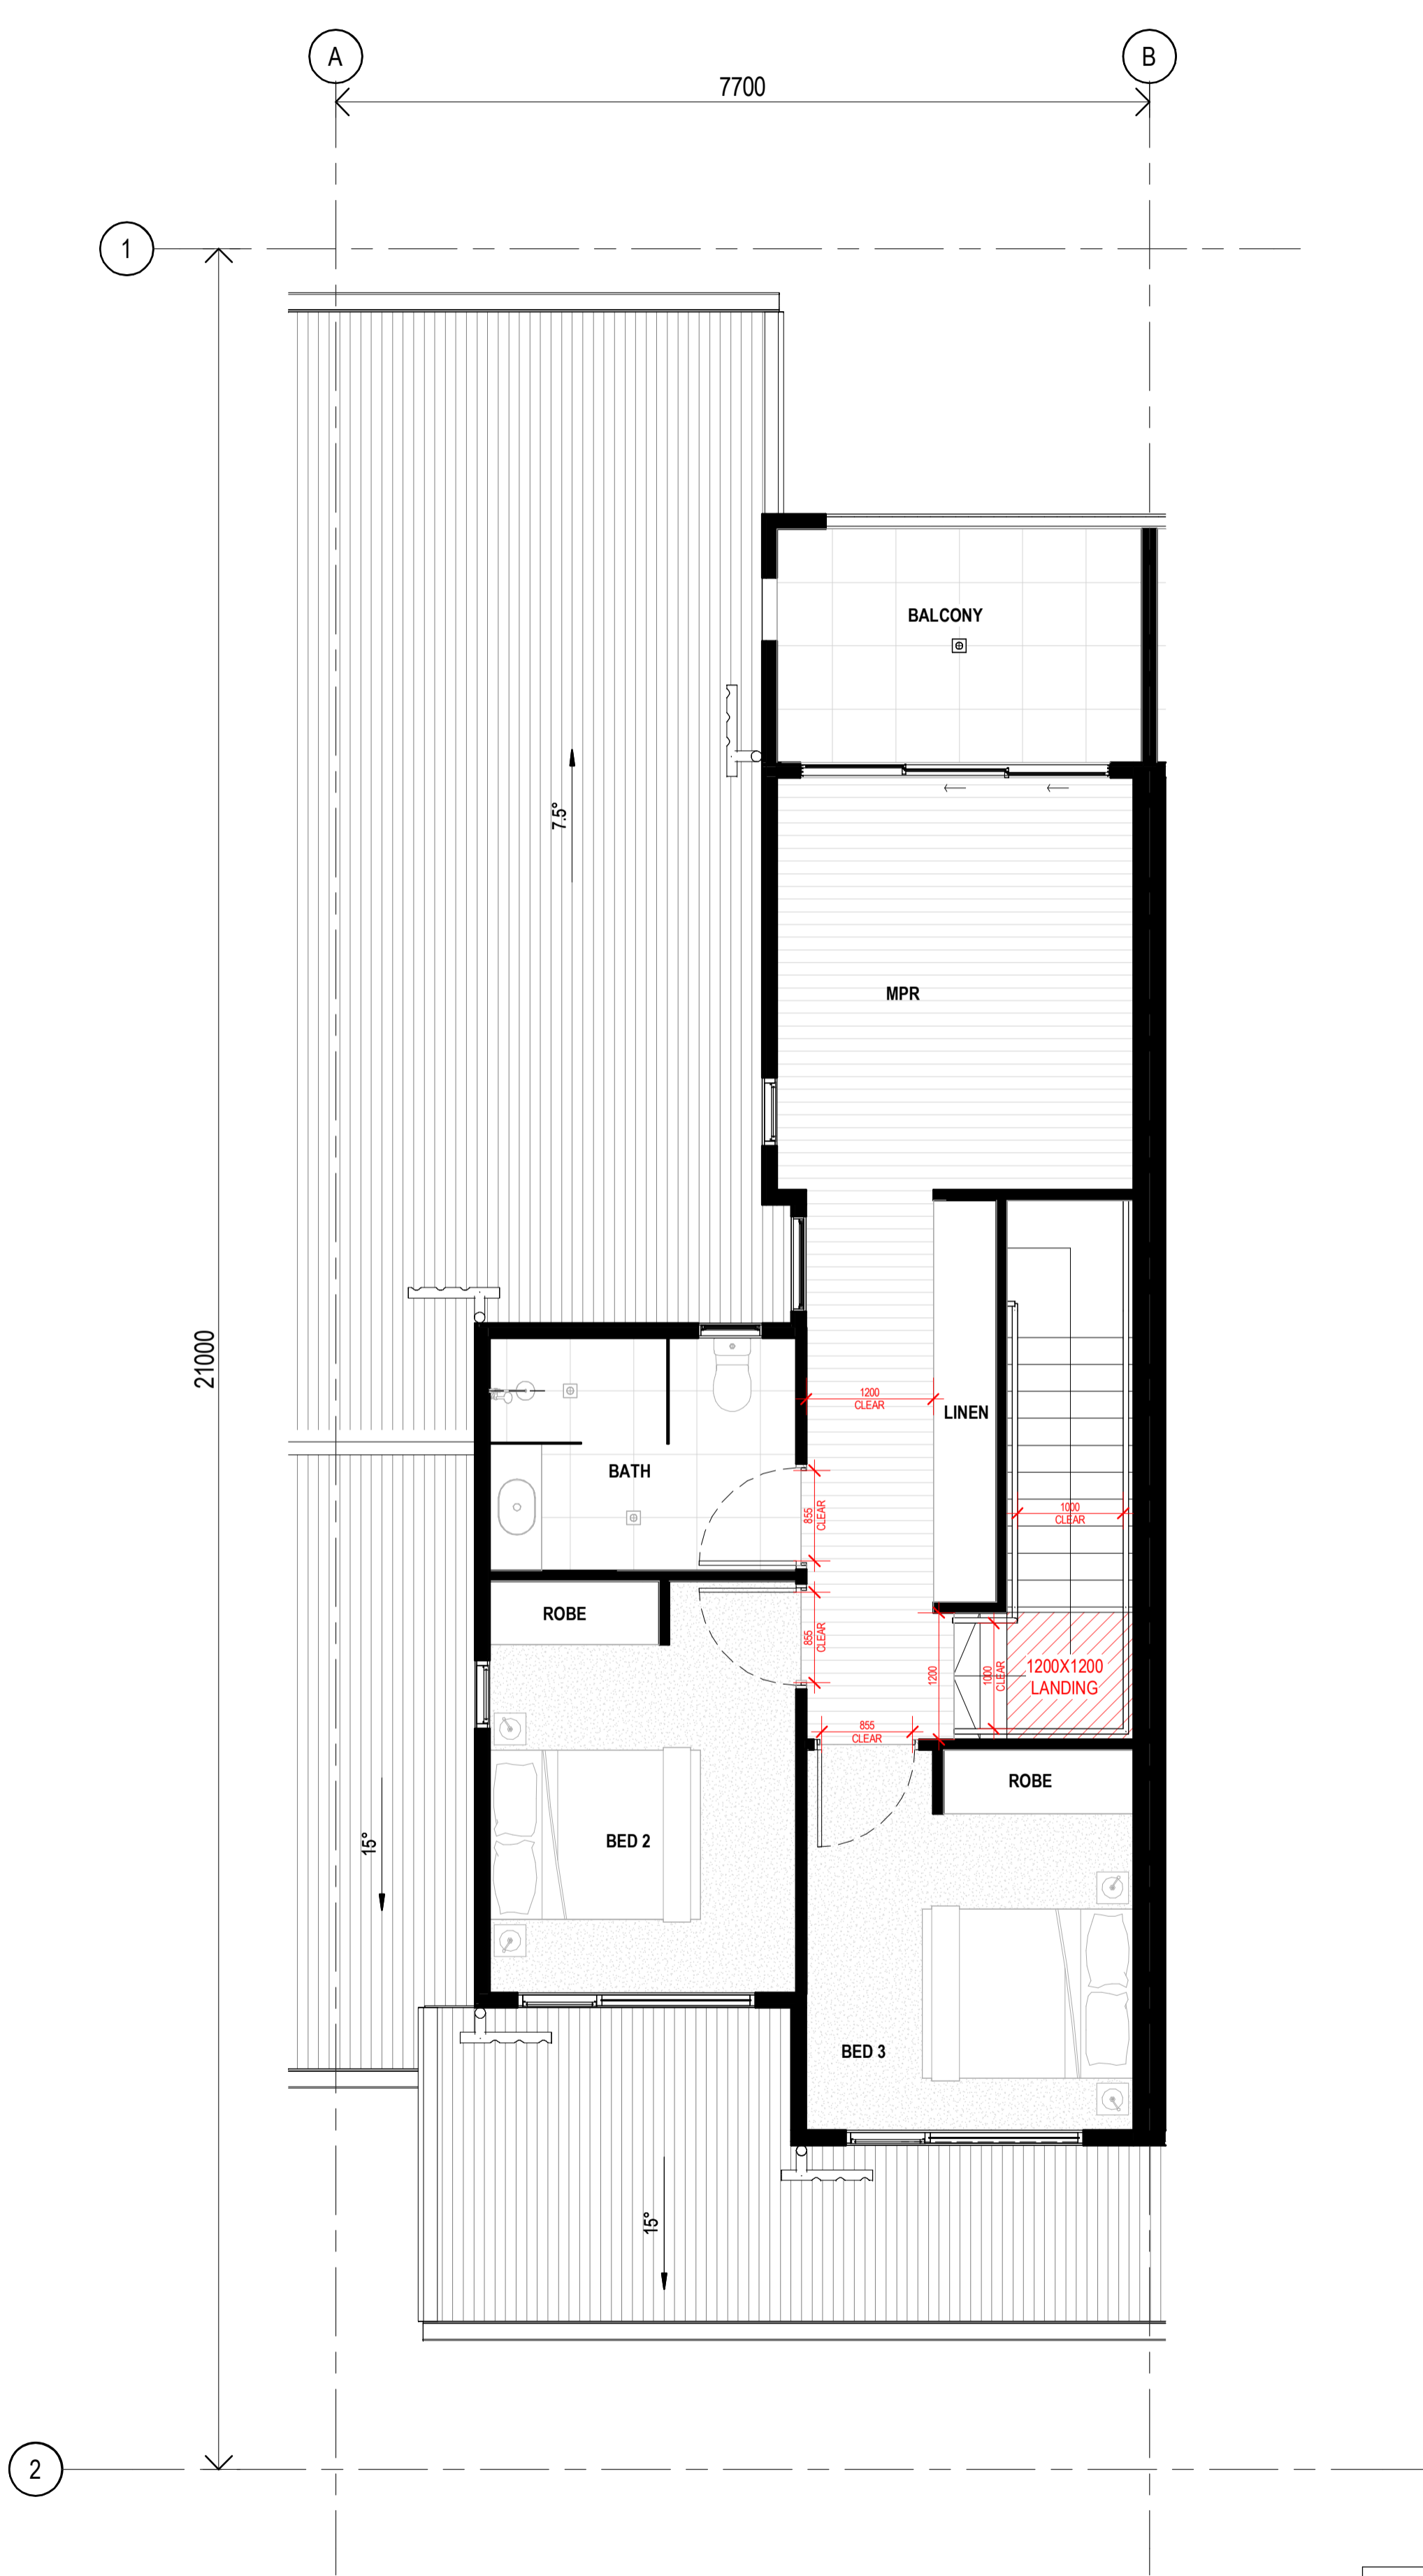 A
B
7700
1
BALCONY
7.5°
MPR
21000
1200
CLEAR
LINEN
BATH
855
CLEAR
1000
CLEAR
ROBE
855
CLEAR
1200
1000
CLEAR
1200X1200
LANDING
855
CLEAR
ROBE
15°
BED 2
BED 3
15°
2